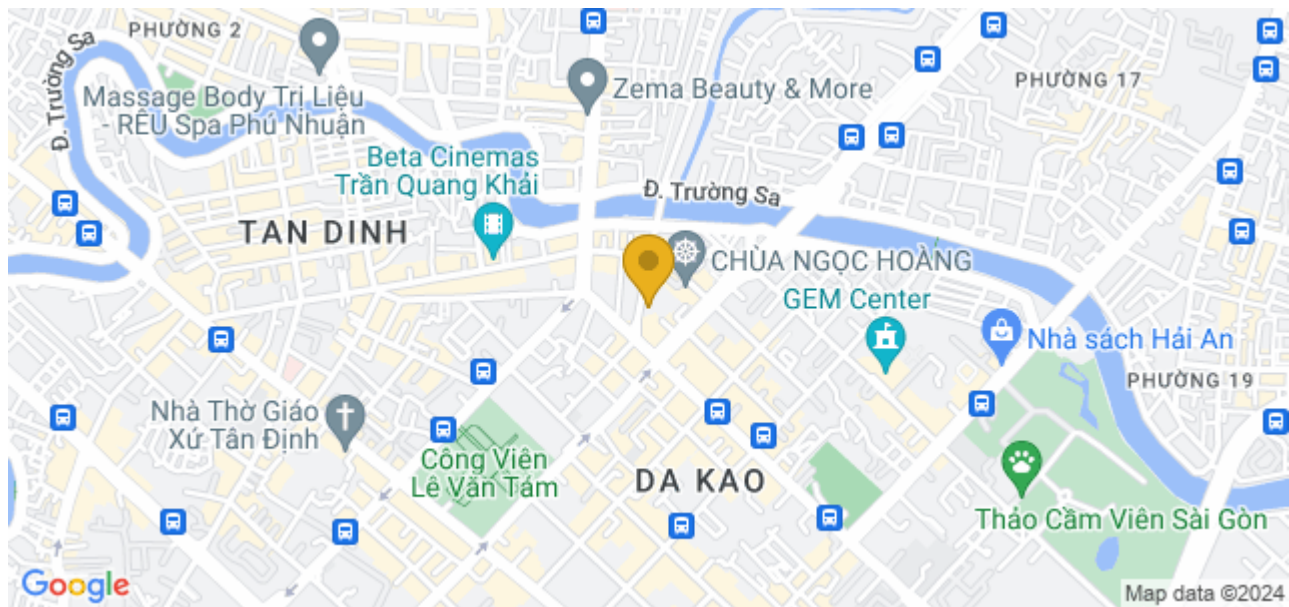 PHƯỜNG 2
Đ. Trường Sa
Massage Body Trị Liệu
- RÊU Spa Phú Nhuận
Zema Beauty & More
PHƯỜNG 17
Beta Cinemas
Trần Quang Khải
Đ. Trường Sa
TAN DINH
CHÙA NGỌC HOÀNG
GEM Center
Nhà sách Hải An
PHƯỜNG 19
Nhà Thờ Giáo
Xứ Tân Định
Công Viên
Lê Văn Tám
DA KAO
Thảo Cầm Viên Sài Gòn
Google
Map data ©2024